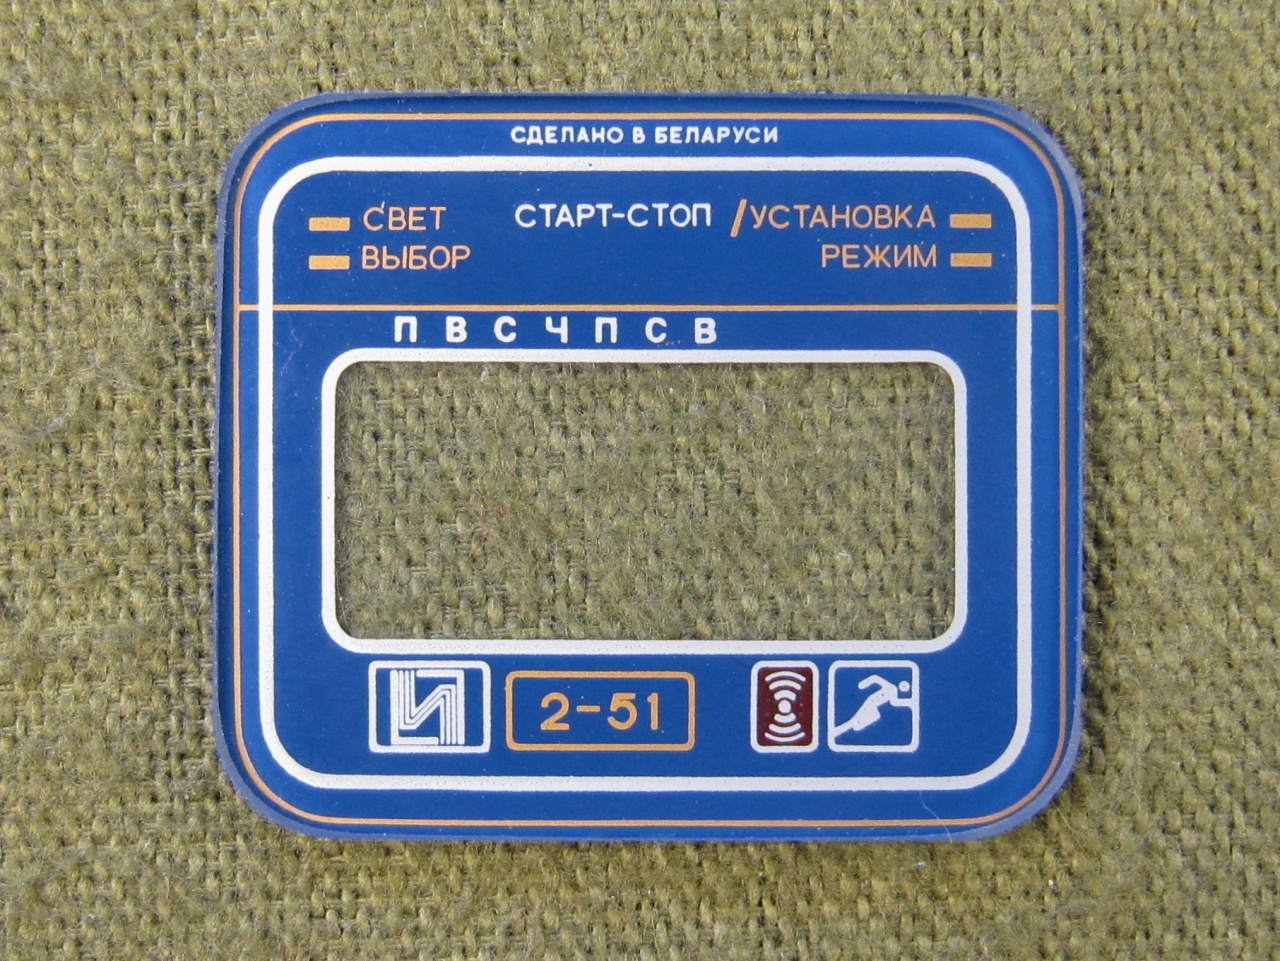 СДЕЛАНО В БЕЛАРУСИ
СВЕТ СТАРТ-СТОП /УСТАНОВКА
ВЫБОР РЕЖИМ
П В С Ч П С В
2-51